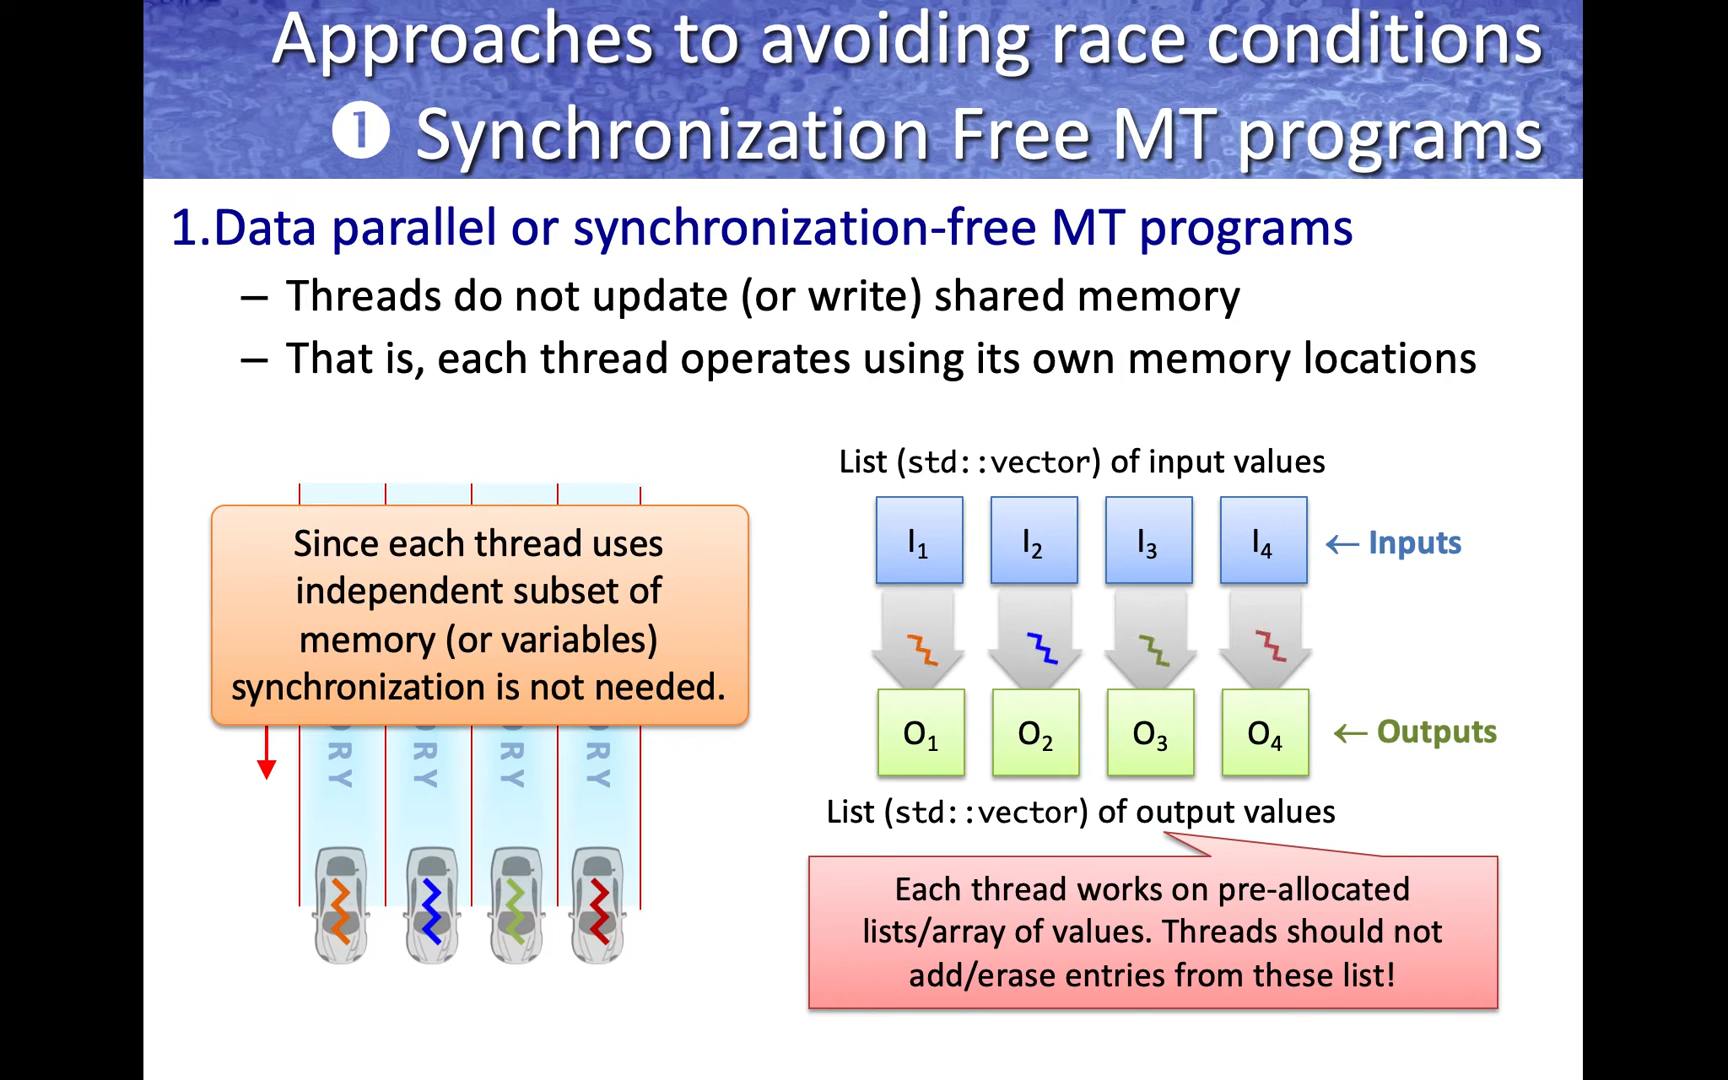 Approaches to avoiding race conditions
❶ Synchronization Free MT programs
1.Data parallel or synchronization-free MT programs
– Threads do not update (or write) shared memory
– That is, each thread operates using its own memory locations
Since each thread uses
independent subset of
memory (or variables)
synchronization is not needed.
ORY ORY ORY ORY
List (std::vector) of input values
I1 I2 I3 I4 ← Inputs
O1 O2 O3 O4 ← Outputs
List (std::vector) of output values
Each thread works on pre-allocated
lists/array of values. Threads should not
add/erase entries from these list!